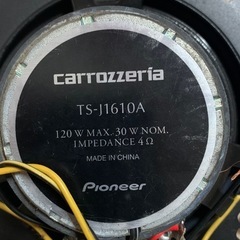 carrozzeria
TS-J1610A
120 W MAX. 30 W NOM.
IMPEDANCE 4 Ω
MADE IN CHINA
Pioneer